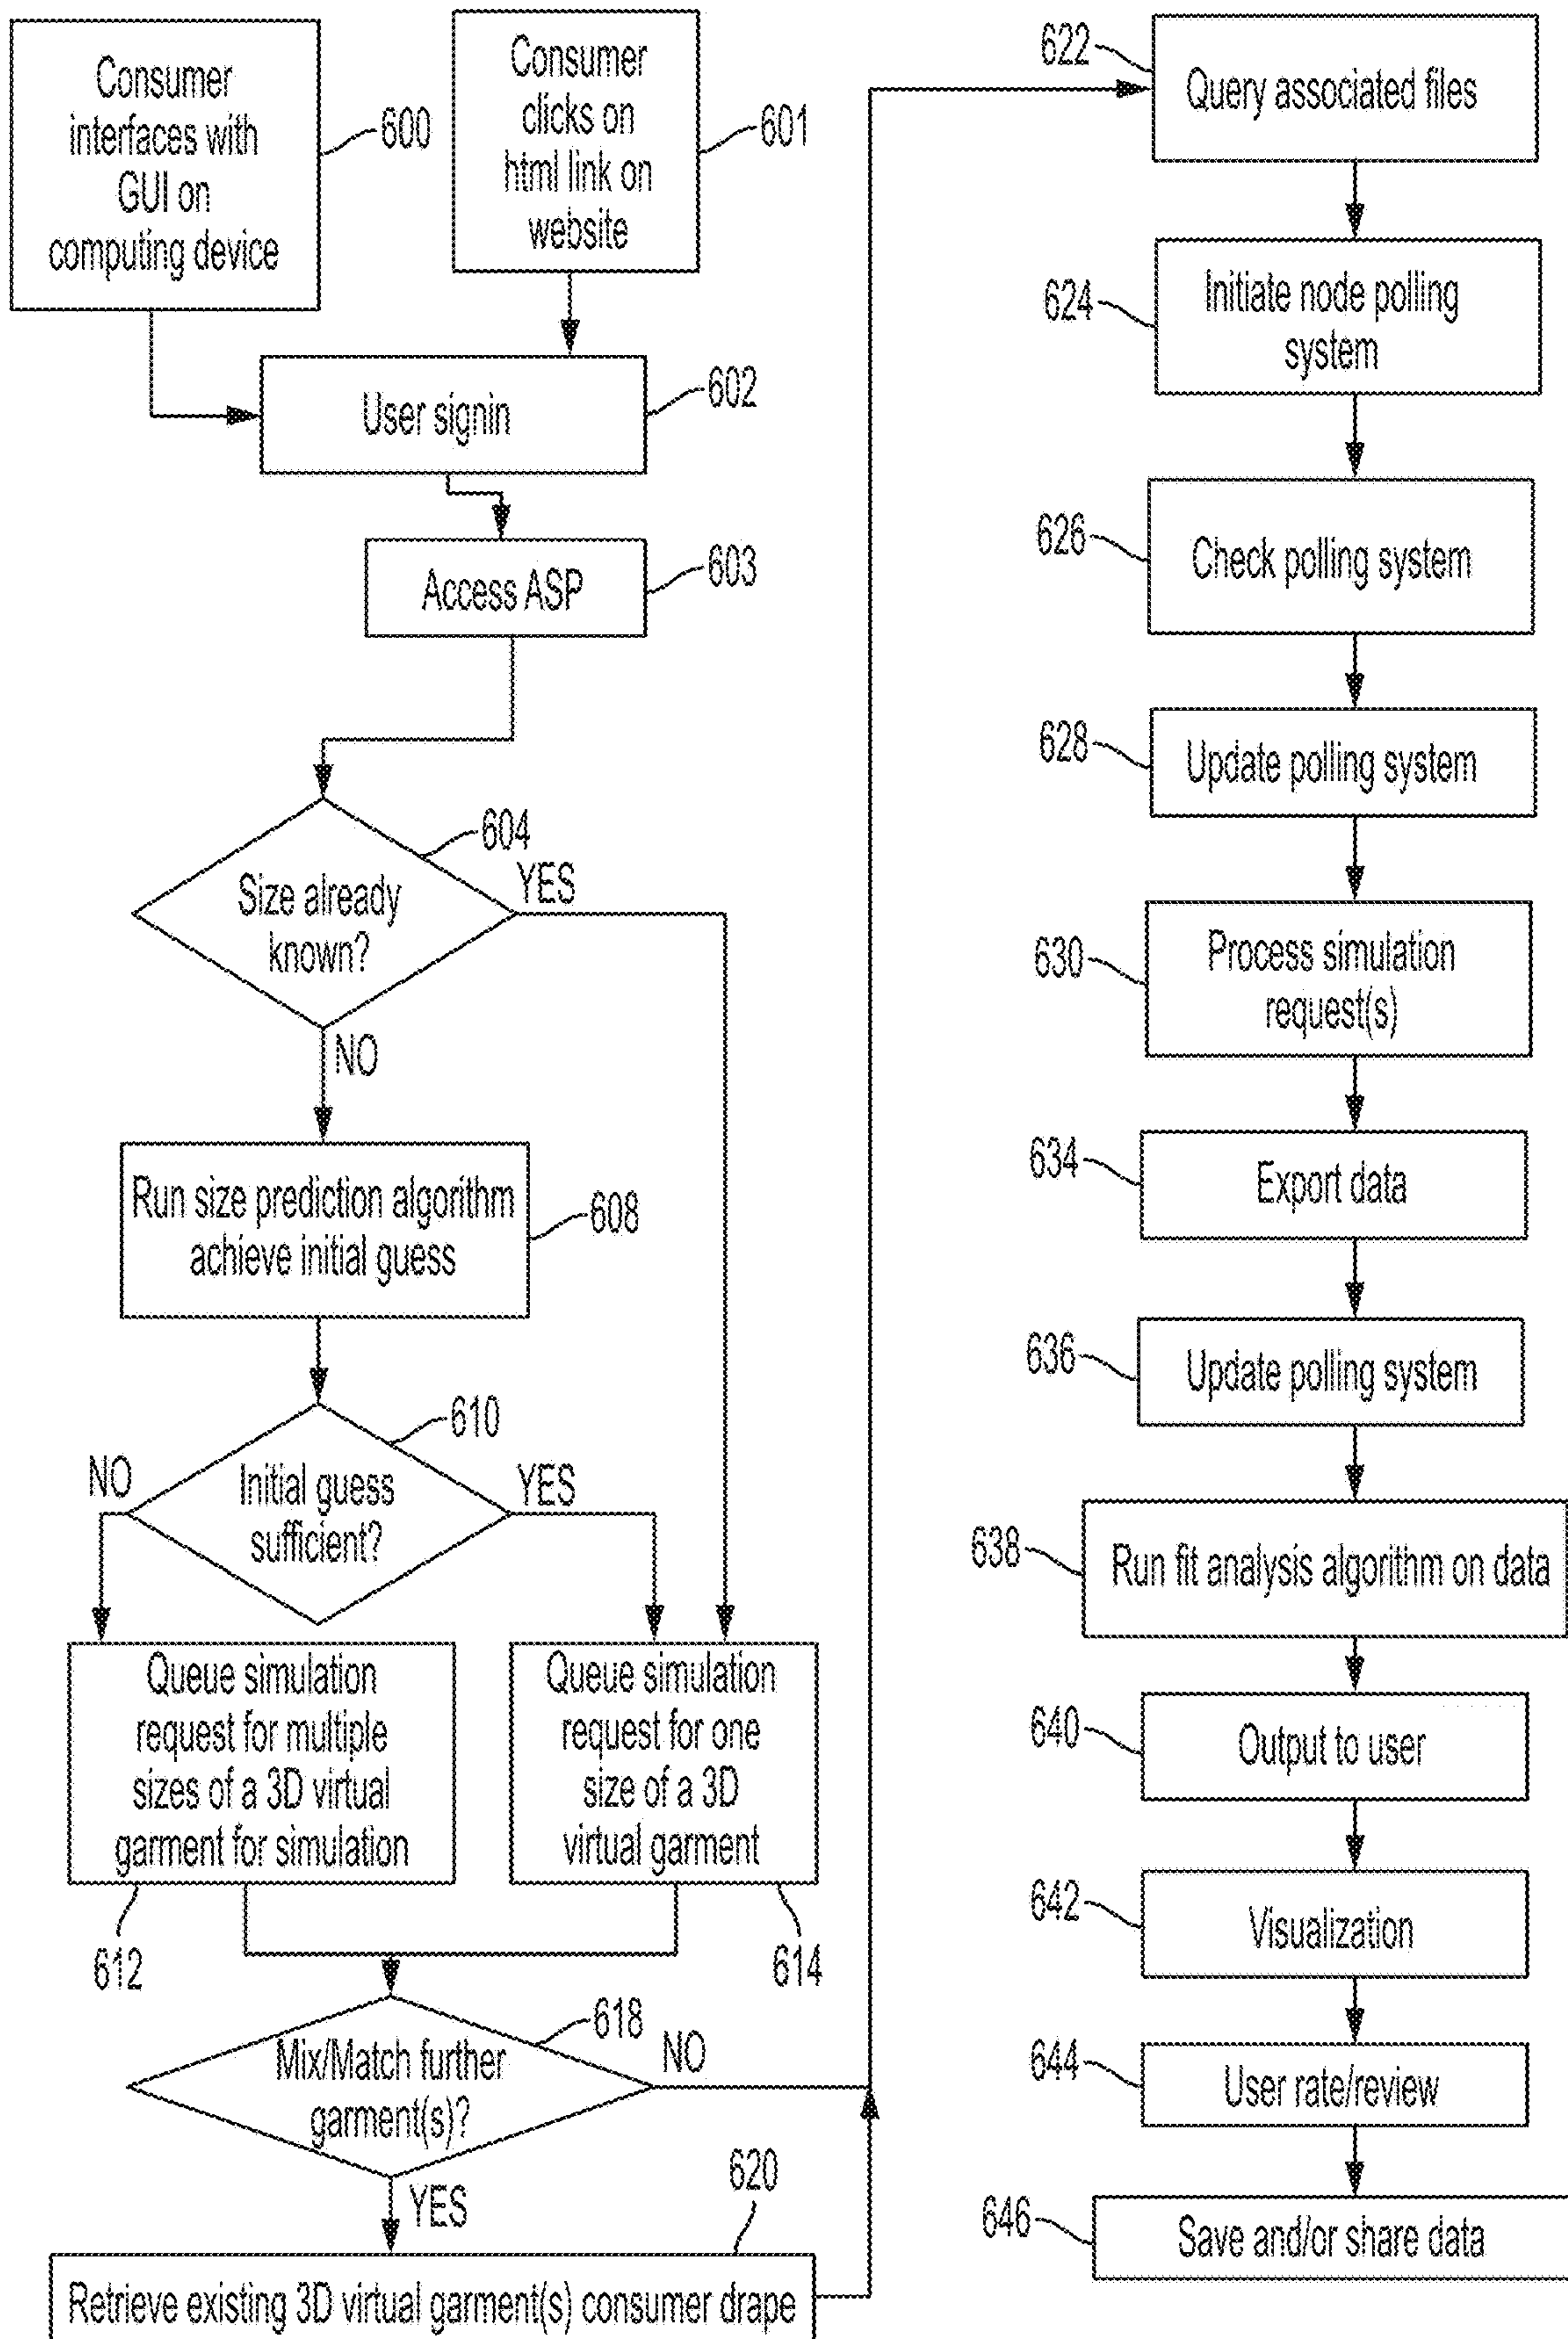 Consumer
interfaces with
GUI on
computing device
600
Consumer
clicks on
html link on
website
601
User signin
602
Access ASP
603
604
Size already
known?
YES
NO
Run size prediction algorithm
achieve initial guess
608
610
Initial guess
sufficient?
NO
YES
Queue simulation
request for multiple
sizes of a 3D virtual
garment for simulation
612
Queue simulation
request for one
size of a 3D
virtual garment
614
618
Mix/Match further
garment(s)?
NO
YES
620
Retrieve existing 3D virtual garment(s) consumer drape
622
Query associated files
624
Initiate node polling
system
626
Check polling system
628
Update polling system
630
Process simulation
request(s)
634
Export data
636
Update polling system
638
Run fit analysis algorithm on data
640
Output to user
642
Visualization
644
User rate/review
646
Save and/or share data